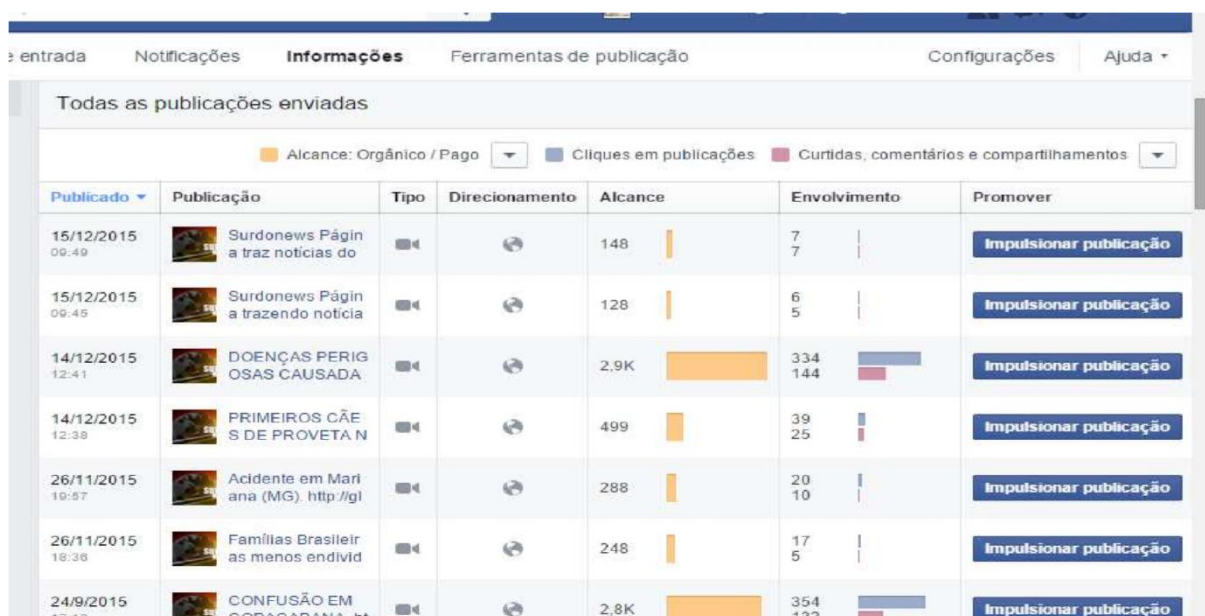 entrada Notificações Informações Ferramentas de publicação Configurações Ajuda
Todas as publicações enviadas
Alcance: Orgânico / Pago Cliques em publicações Curtidas, comentários e compartilhamentos
Publicado Publicação Tipo Direcionamento Alcance Envolvimento Promover
15/12/2015 Surdonews Págin 148 7 Impulsionar publicação
09:49 a traz notícias do 7
15/12/2015 Surdonews Págin 128 6 Impulsionar publicação
09:45 a trazendo notícia 5
14/12/2015 DOENÇAS PERIG 2,9K 334 Impulsionar publicação
12:41 OSAS CAUSADA 144
14/12/2015 PRIMEIROS CÃE 499 39 Impulsionar publicação
12:38 S DE PROVETA N 25
26/11/2015 Acidente em Mari 288 20 Impulsionar publicação
19:57 ana (MG). http://gl 10
26/11/2015 Famílias Brasileir 248 17 Impulsionar publicação
18:36 as menos endivid 5
24/9/2015 CONFUSÃO EM 2,8K 354 Impulsionar publicação